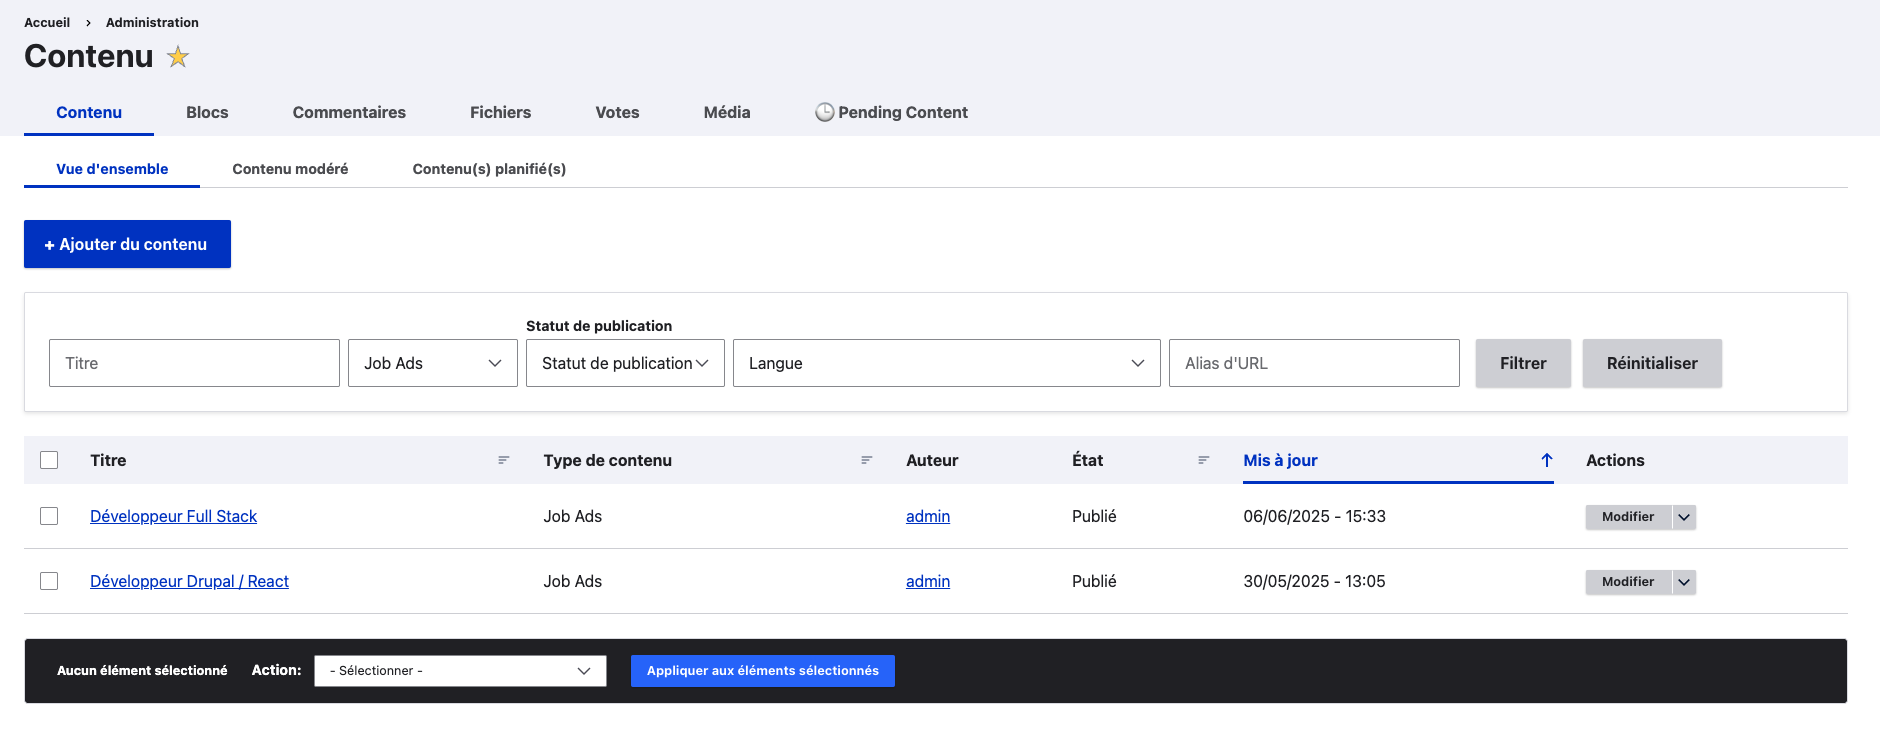 Accueil > Administration
Contenu
Contenu Blocs Commentaires Fichiers Votes Média Pending Content
Vue d'ensemble Contenu modéré Contenu(s) planifié(s)
+ Ajouter du contenu
Statut de publication
Titre Job Ads Statut de publication Langue Alias d'URL Filtrer Réinitialiser
Titre Type de contenu Auteur État Mis à jour Actions
Développeur Full Stack Job Ads admin Publié 06/06/2025 - 15:33 Modifier
Développeur Drupal / React Job Ads admin Publié 30/05/2025 - 13:05 Modifier
Aucun élément sélectionné Action: - Sélectionner - Appliquer aux éléments sélectionnés